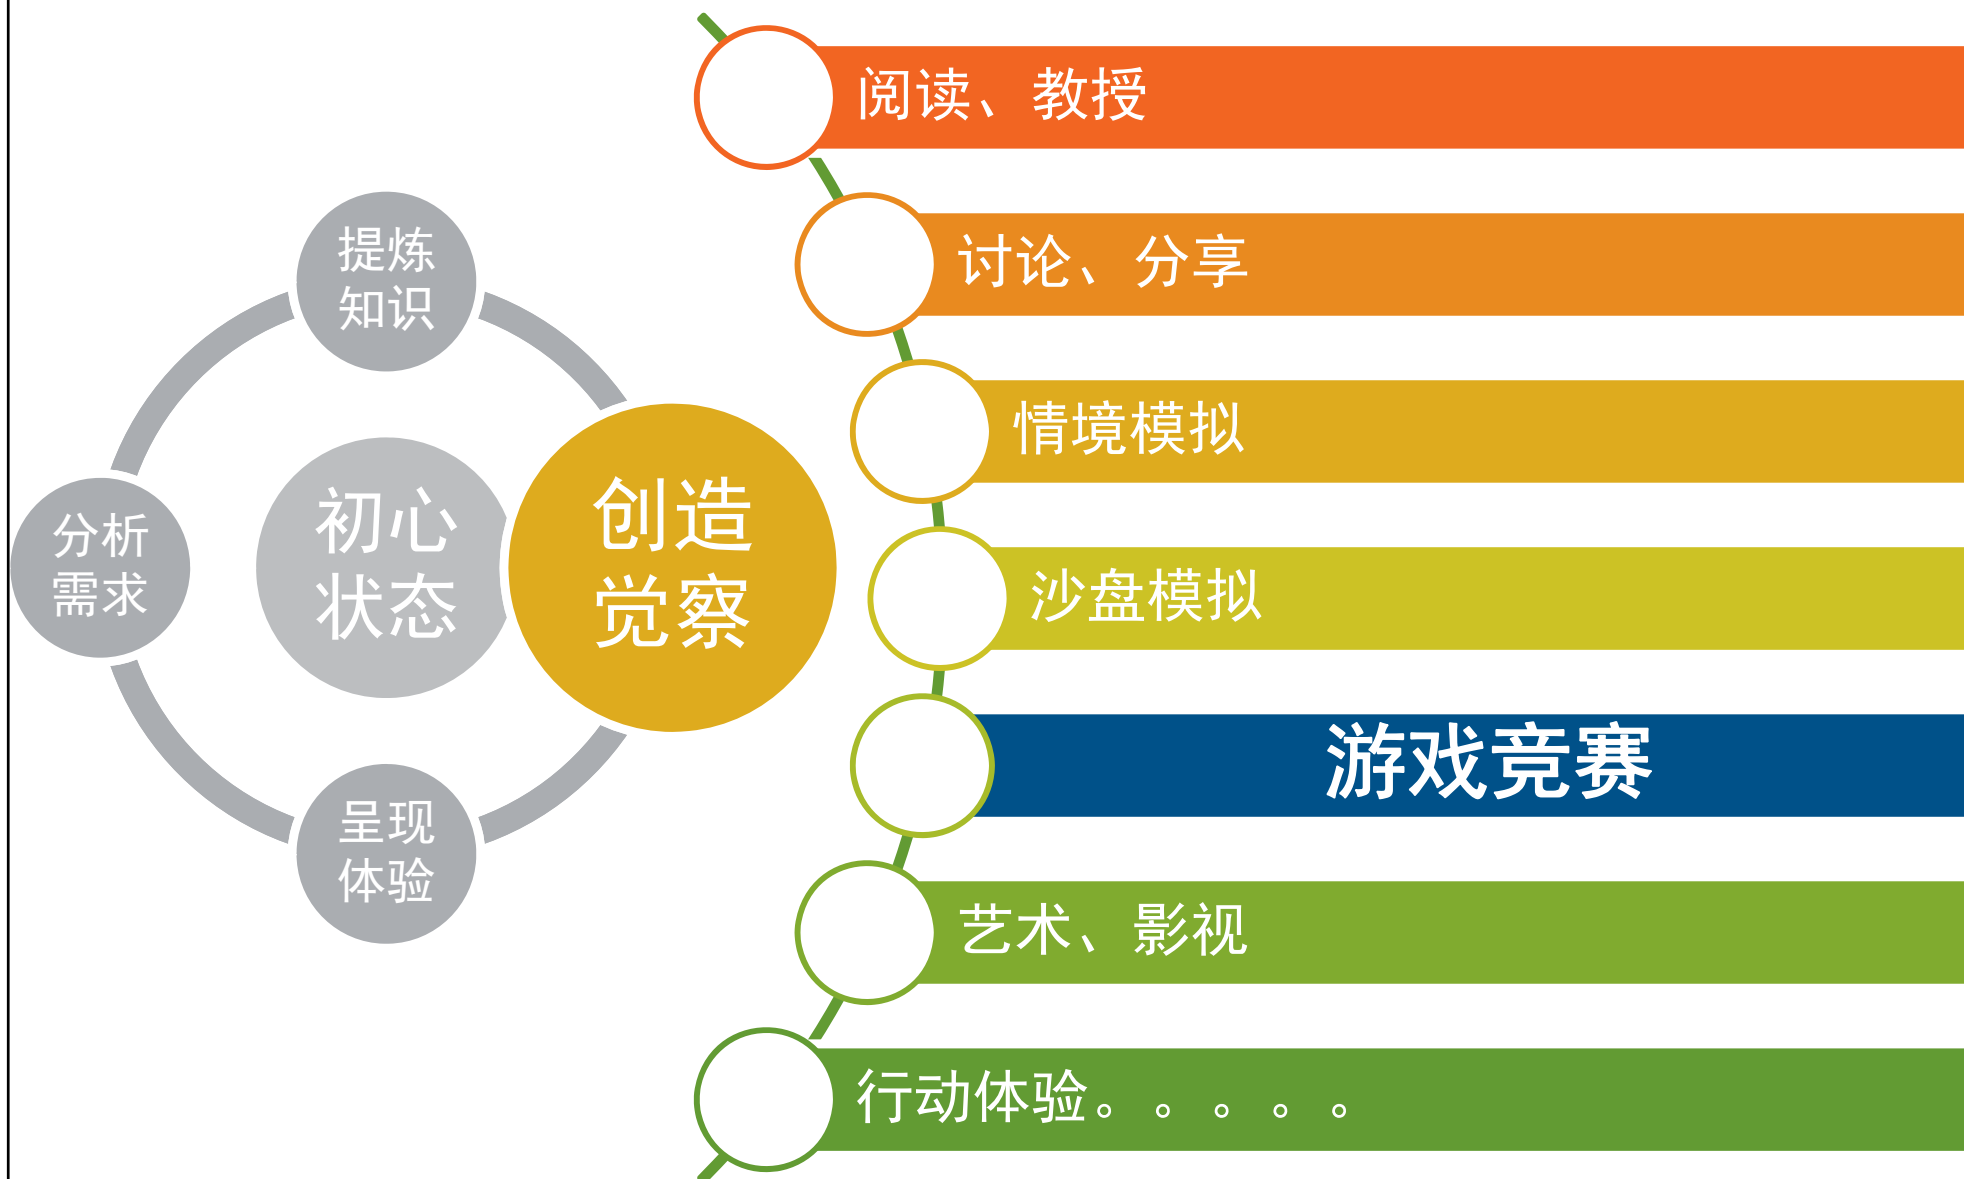 提炼
知识
分析
需求
初心
状态
创造
觉察
呈现
体验
阅读、教授
讨论、分享
情境模拟
沙盘模拟
游戏竞赛
艺术、影视
行动体验。。。。。